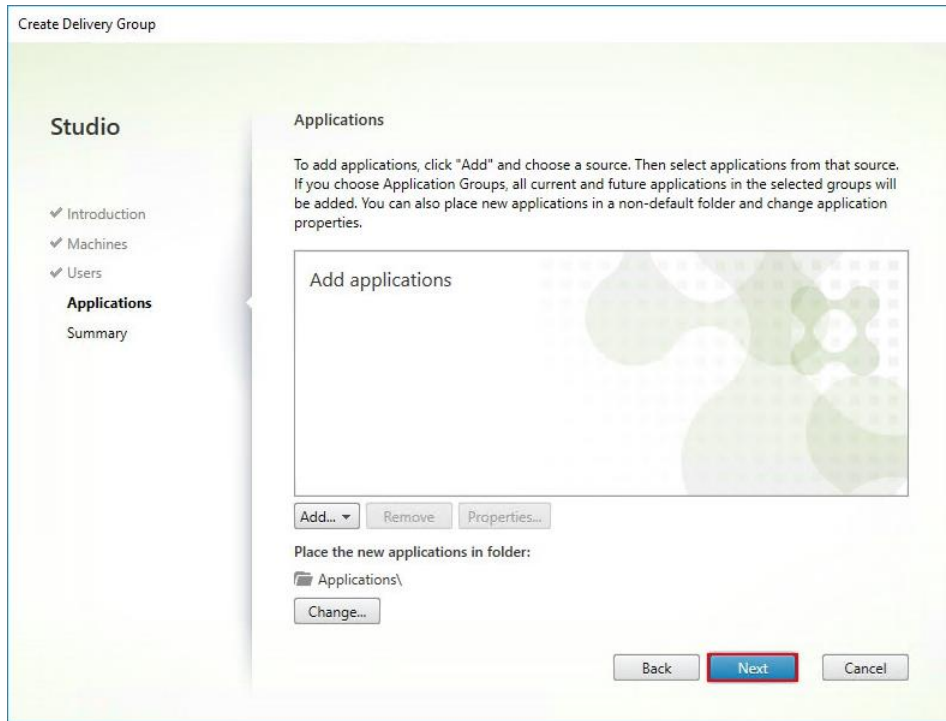 Create Delivery Group
Studio
Introduction
Machines
Users
Applications
Summary
Applications
To add applications, click "Add" and choose a source. Then select applications from that source.
If you choose Application Groups, all current and future applications in the selected groups will
be added. You can also place new applications in a non-default folder and change application
properties.
Add applications
Add...
Remove
Properties...
Place the new applications in folder:
Applications\
Change...
Back
Next
Cancel